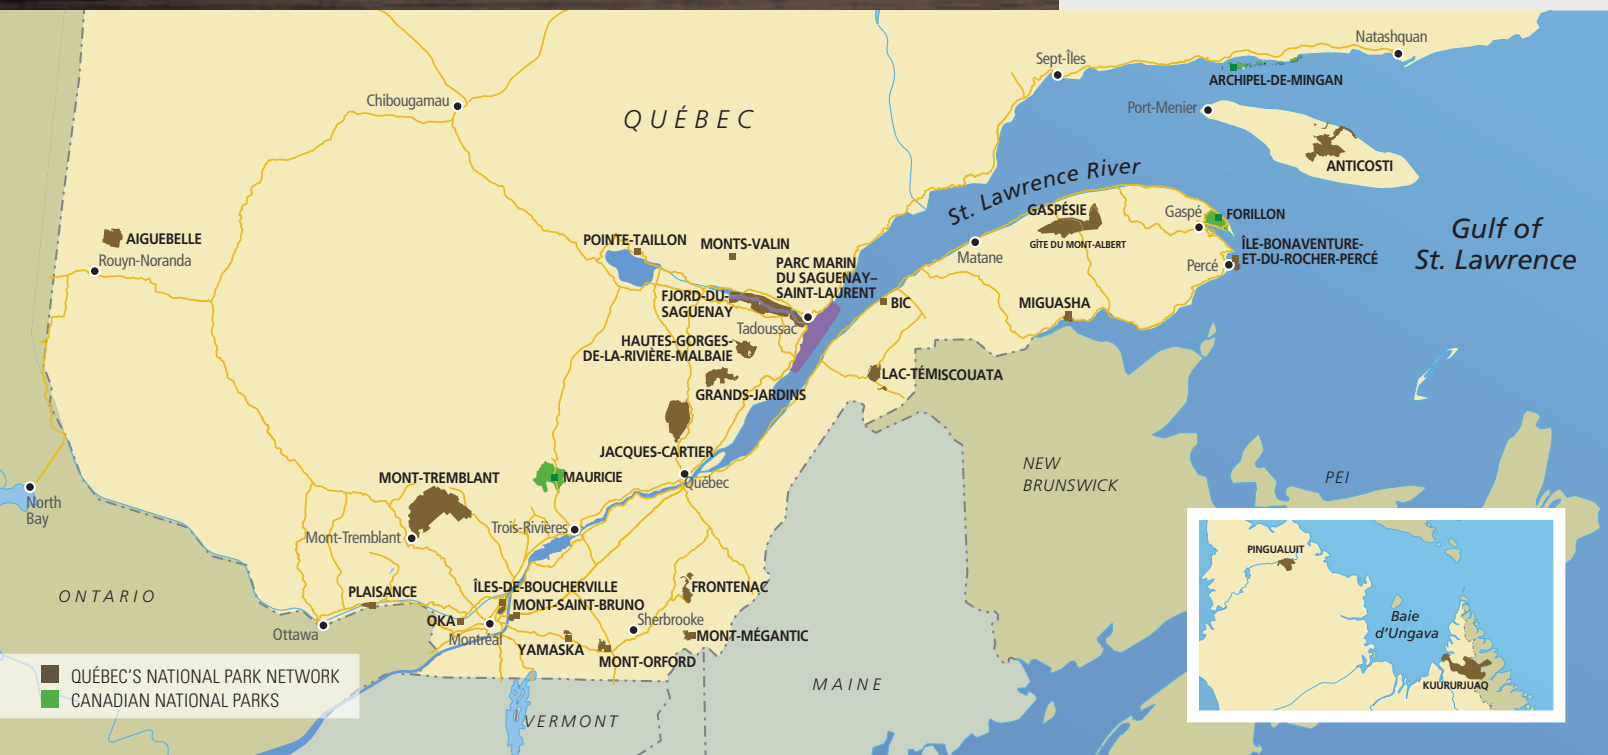 Natashquan
Sept-Îles
ARCHIPEL-DE-MINGAN
Chibougamau
Port-Menier
QUÉBEC
ANTICOSTI
St. Lawrence River
GASPÉSIE
GÎTE DU MONT-ALBERT
Gaspé
FORILLON
Gulf of
St. Lawrence
ÎLE-BONAVENTURE-
ET-DU-ROCHER-PERCÉ
Percé
Matane
AIGUEBELLE
Rouyn-Noranda
POINTE-TAILLON
MONTS-VALIN
PARC MARIN
DU SAGUENAY–
SAINT-LAURENT
FJORD-DU-
SAGUENAY
Tadoussac
BIC
MIGUASHA
HAUTES-GORGES-
DE-LA-RIVIÈRE-MALBAIE
LAC-TÉMISCOUATA
GRANDS-JARDINS
JACQUES-CARTIER
Québec
MONT-TREMBLANT
MAURICIE
NEW
BRUNSWICK
PEI
North
Bay
Trois-Rivières
Mont-Tremblant
ONTARIO
PLAISANCE
ÎLES-DE-BOUCHERVILLE
MONT-SAINT-BRUNO
FRONTENAC
OKA
Montréal
Sherbrooke
Ottawa
YAMASKA
MONT-ORFORD
MONT-MÉGANTIC
MAINE
VERMONT
PINGUALUIT
Baie
d'Ungava
KUURURJUAQ
QUÉBEC'S NATIONAL PARK NETWORK
CANADIAN NATIONAL PARKS